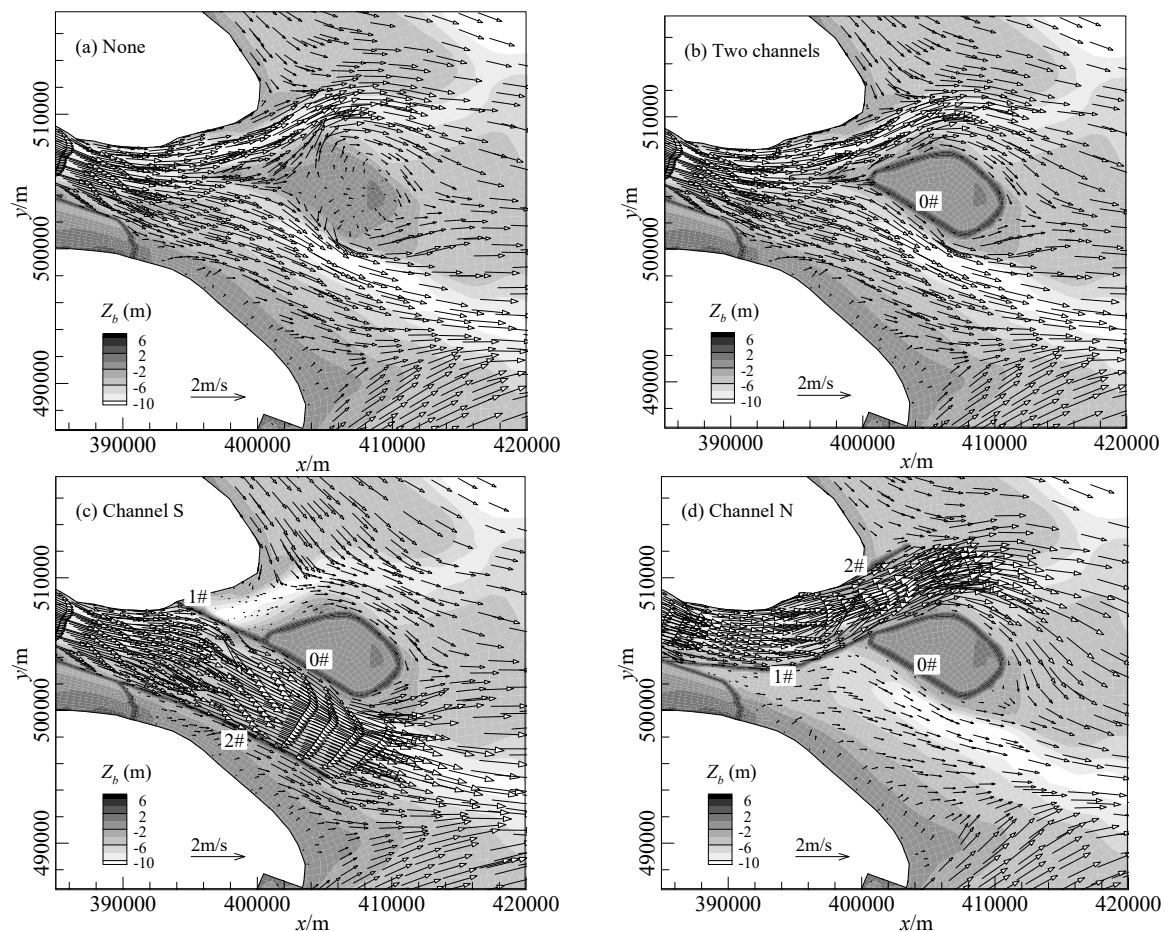 (a) None
y/m
510000
500000
490000
Z_b (m)
6
2
-2
-6
-10
2m/s
390000 400000 410000 420000
x/m
(b) Two channels
0#
y/m
510000
500000
490000
Z_b (m)
6
2
-2
-6
-10
2m/s
390000 400000 410000 420000
x/m
(c) Channel S
1#
0#
2#
y/m
510000
500000
490000
Z_b (m)
6
2
-2
-6
-10
2m/s
390000 400000 410000 420000
x/m
(d) Channel N
2#
0#
1#
y/m
510000
500000
490000
Z_b (m)
6
2
-2
-6
-10
2m/s
390000 400000 410000 420000
x/m